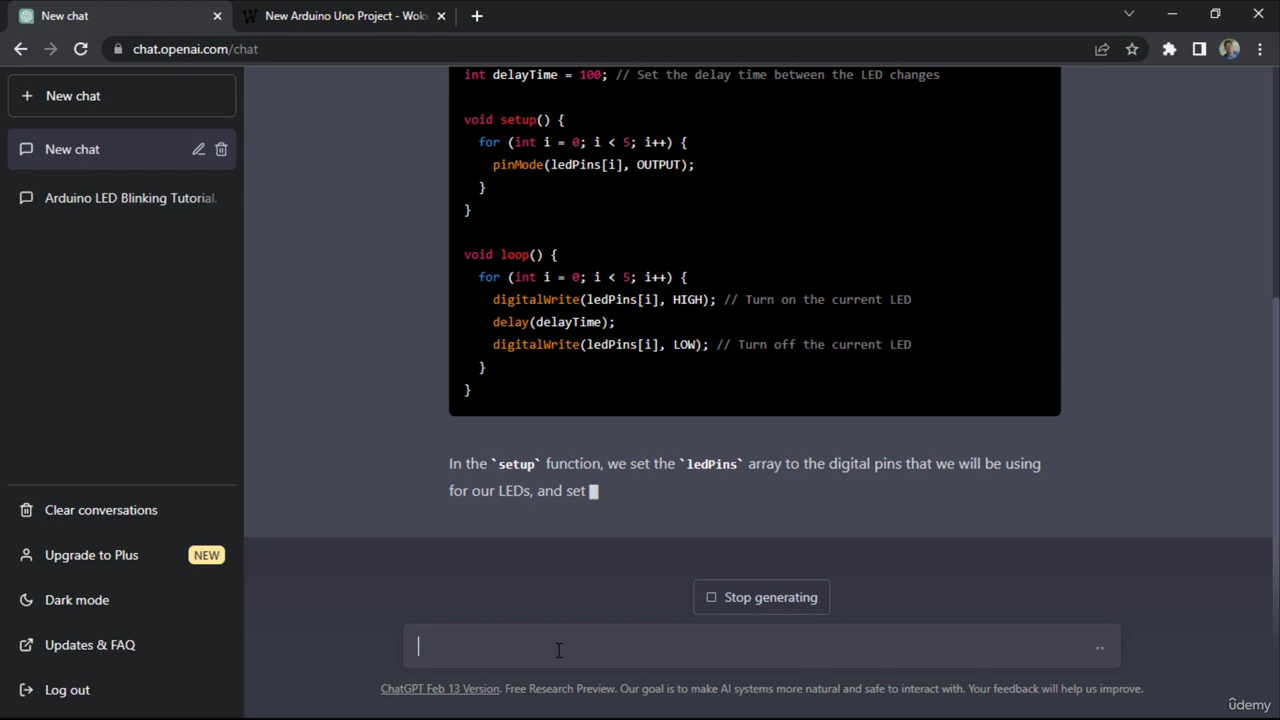 New chat
New Arduino Uno Project - Wok
chat.openai.com/chat
New chat
New chat
Arduino LED Blinking Tutorial.
Clear conversations
Upgrade to Plus NEW
Dark mode
Updates & FAQ
Log out
int delayTime = 100; // Set the delay time between the LED changes
void setup() {
for (int i = 0; i < 5; i++) {
pinMode(ledPins[i], OUTPUT);
}
}
void loop() {
for (int i = 0; i < 5; i++) {
digitalWrite(ledPins[i], HIGH); // Turn on the current LED
delay(delayTime);
digitalWrite(ledPins[i], LOW); // Turn off the current LED
}
}
In the `setup` function, we set the `ledPins` array to the digital pins that we will be using
for our LEDs, and set
Stop generating
ChatGPT Feb 13 Version. Free Research Preview. Our goal is to make AI systems more natural and safe to interact with. Your feedback will help us improve.
ûdemy